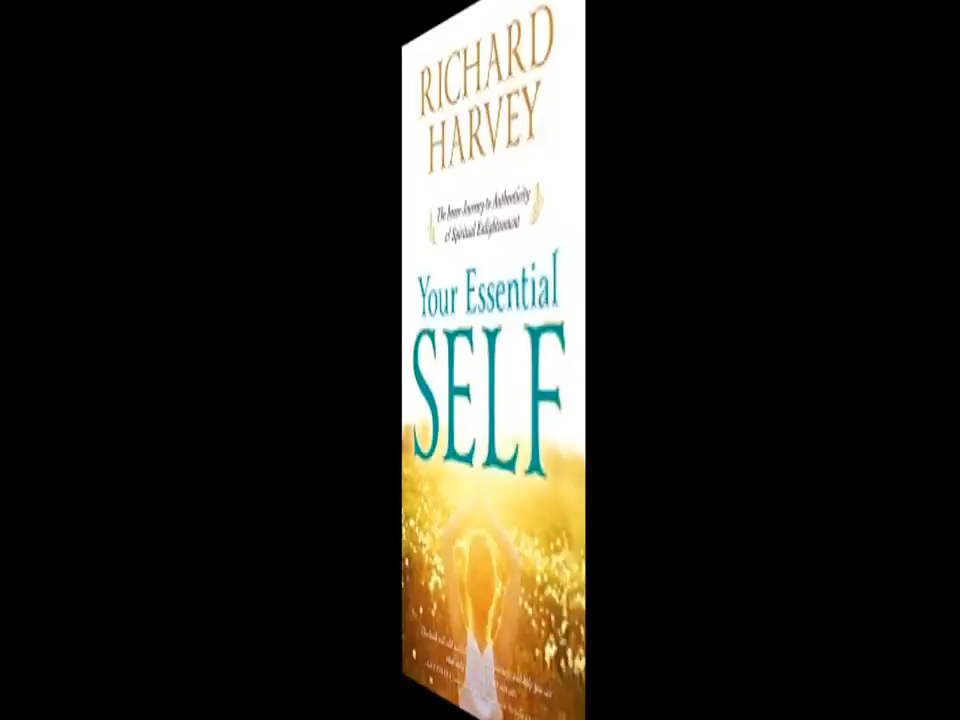 RICHARD
HARVEY
The Inner Journey to Authenticity
& Spiritual Enlightenment
Your Essential
SELF